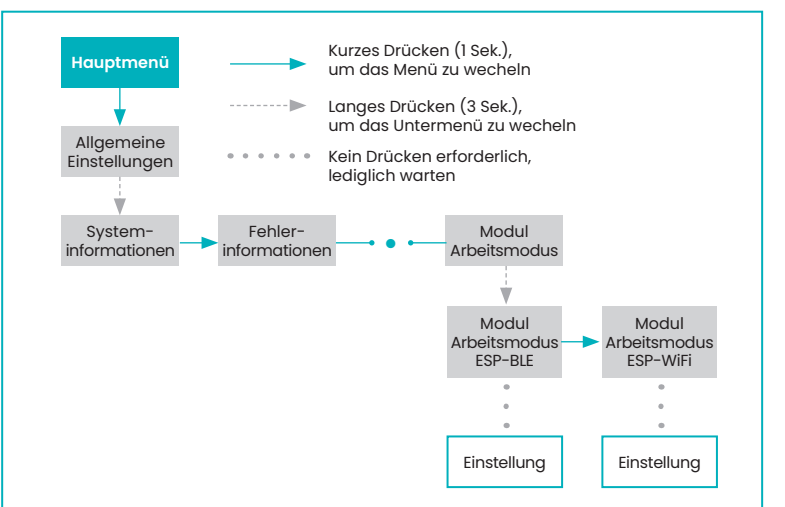 Hauptmenü
Kurzes Drücken (1 Sek.),
um das Menü zu wecheln
Langes Drücken (3 Sek.),
um das Untermenü zu wecheln
Allgemeine
Einstellungen
Kein Drücken erforderlich,
lediglich warten
System-
informationen
Fehler-
informationen
Modul
Arbeitsmodus
Modul
Arbeitsmodus
ESP-BLE
Modul
Arbeitsmodus
ESP-WiFi
Einstellung
Einstellung